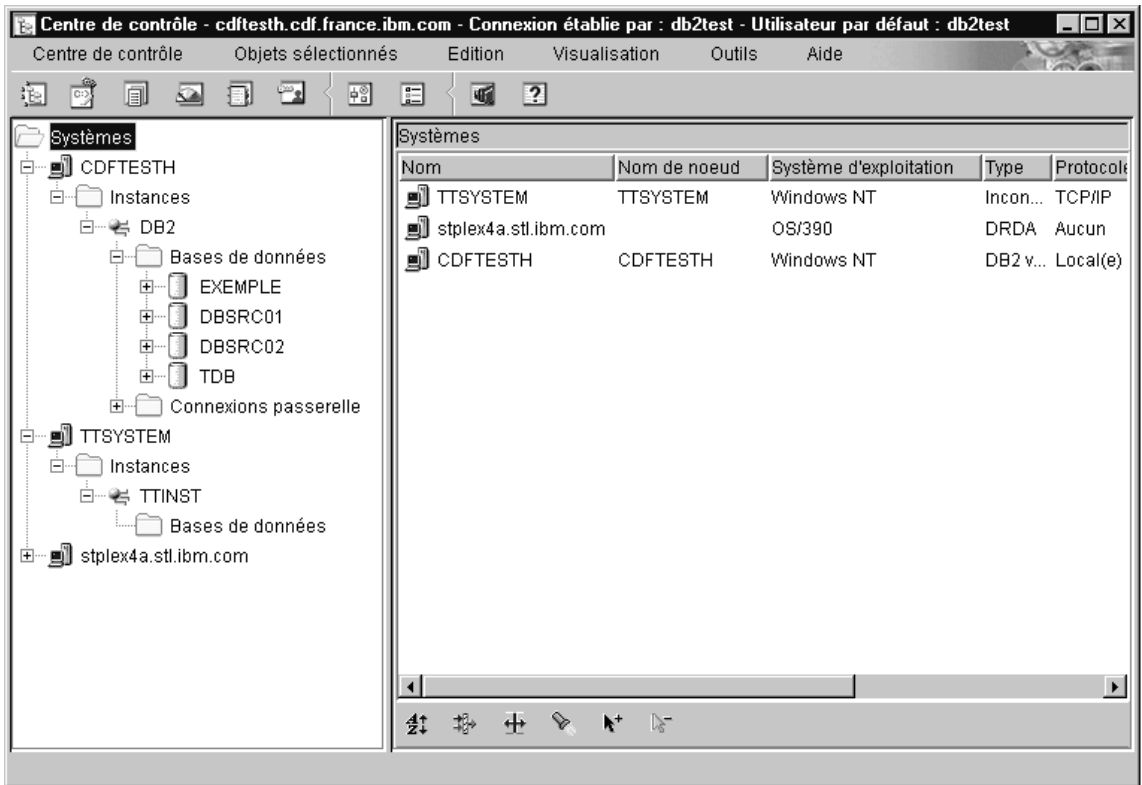 Centre de contrôle - cdftesth.cdf.france.ibm.com - Connexion établie par : db2test - Utilisateur par défaut : db2test
Centre de contrôle Objets sélectionnés Edition Visualisation Outils Aide
Systèmes
CDFTESTH
Instances
DB2
Bases de données
EXEMPLE
DBSRC01
DBSRC02
TDB
Connexions passerelle
TTSYSTEM
Instances
TTINST
Bases de données
stplex4a.stl.ibm.com
Systèmes
Nom Nom de noeud Système d'exploitation Type Protocole
TTSYSTEM TTSYSTEM Windows NT Incon... TCP/IP
stplex4a.stl.ibm.com OS/390 DRDA Aucun
CDFTESTH CDFTESTH Windows NT DB2 v... Local(e)